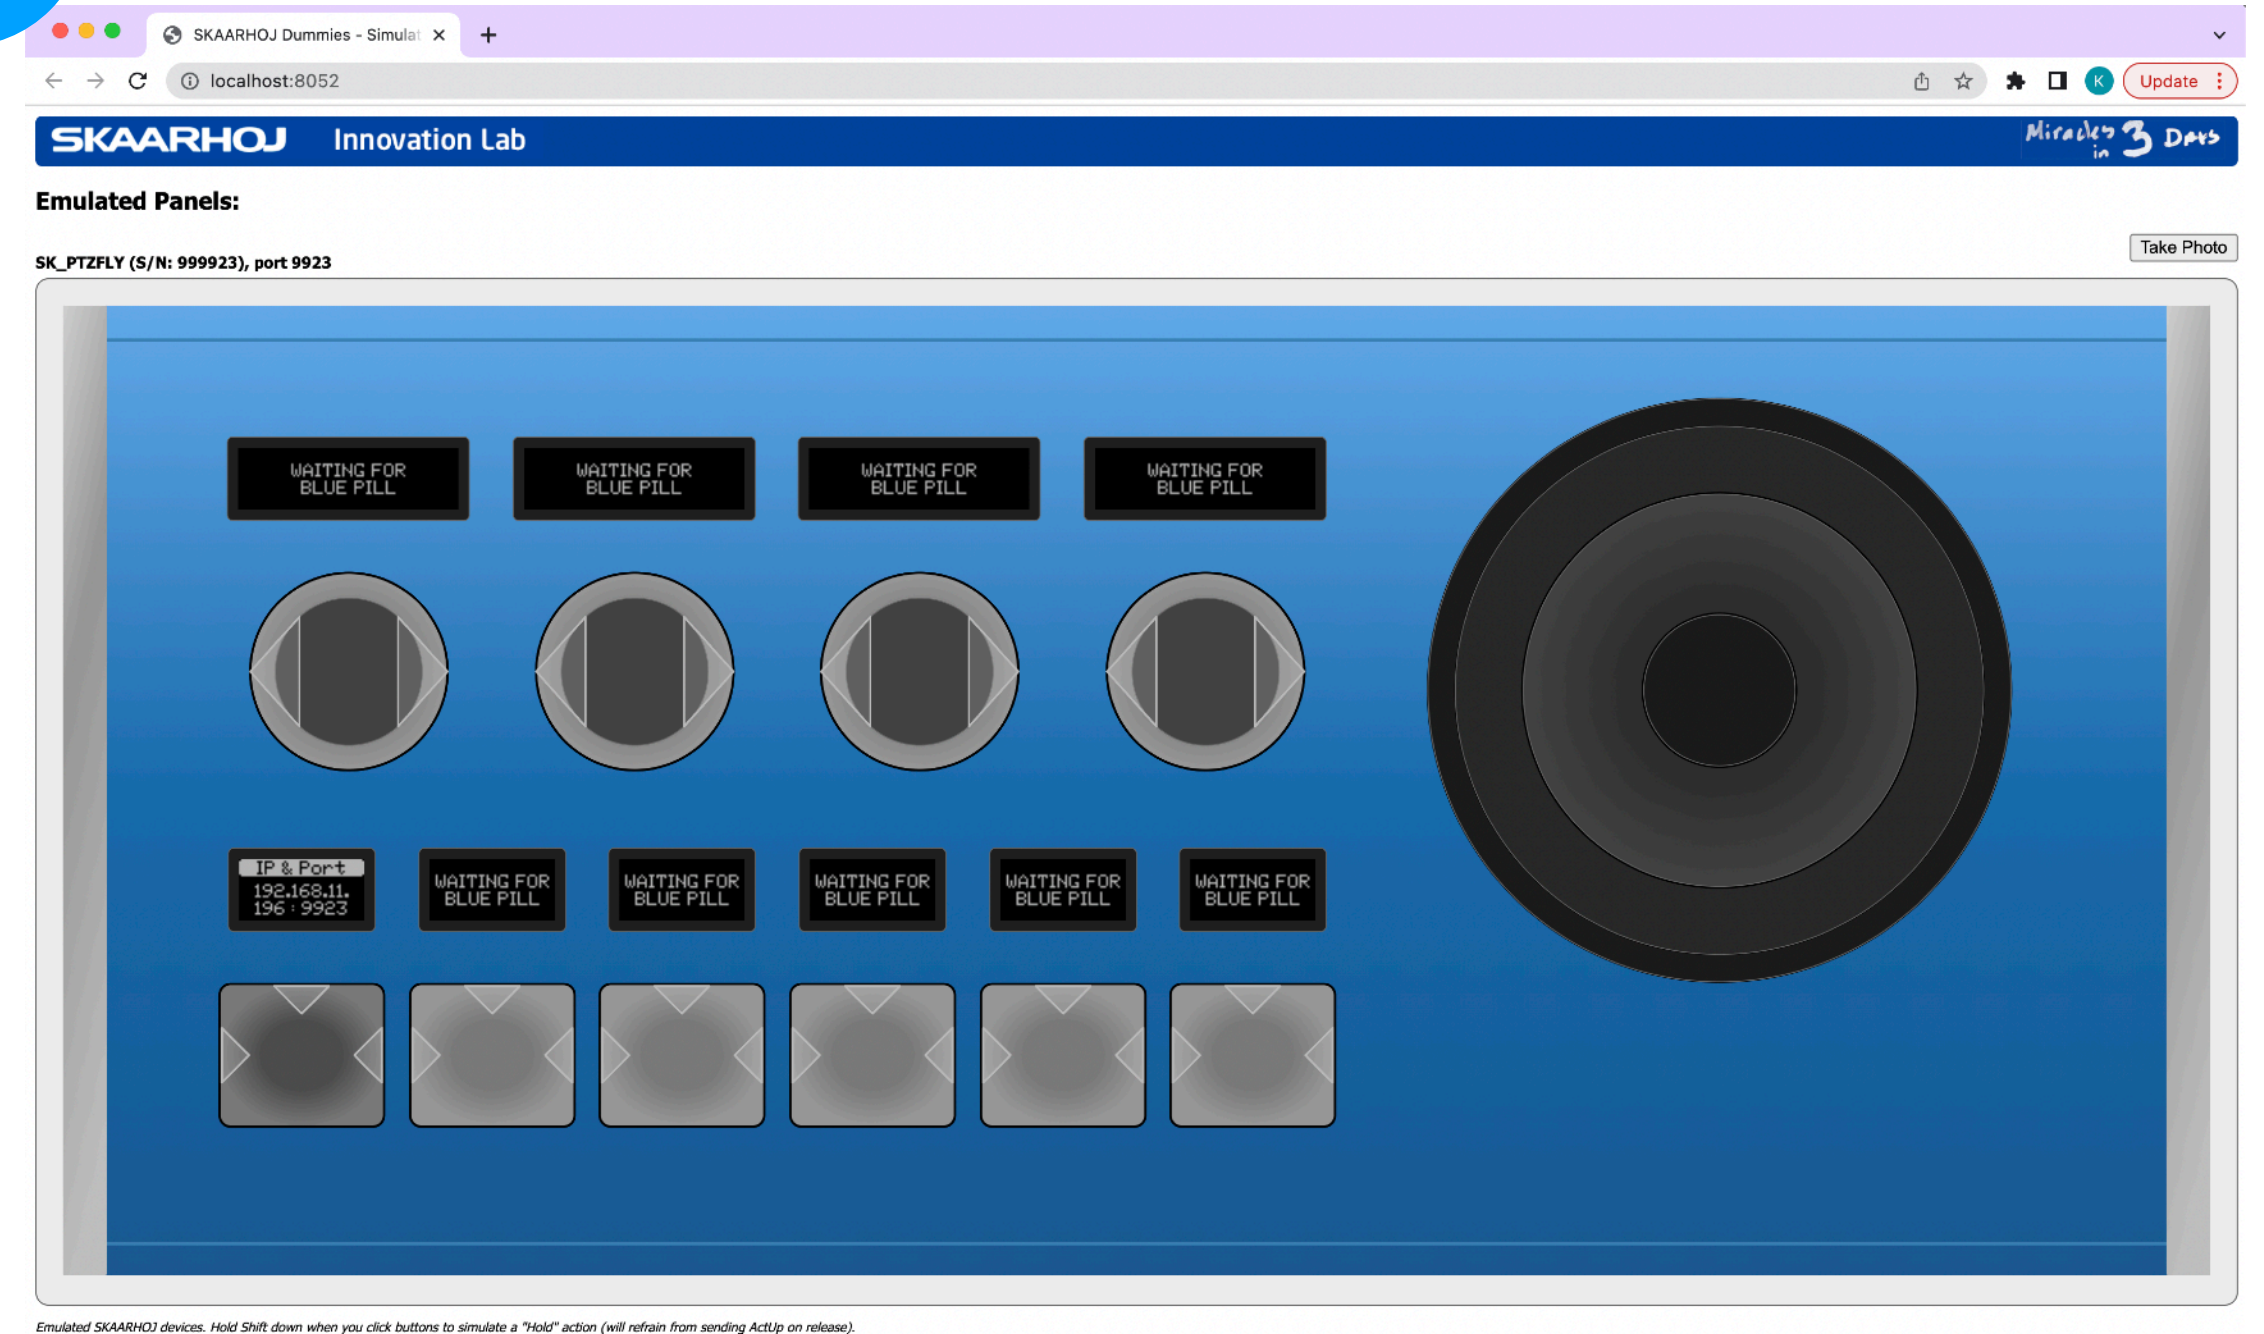 SKAARHOJ Dummies - Simulat
localhost:8052
K
Update
SKAARHOJ Innovation Lab
Miracles in 3 DAYS
Emulated Panels:
Take Photo
SK_PTZFLY (S/N: 999923), port 9923
WAITING FOR
BLUE PILL
WAITING FOR
BLUE PILL
WAITING FOR
BLUE PILL
WAITING FOR
BLUE PILL
IP & Port
192.168.11.
196 : 9923
WAITING FOR
BLUE PILL
WAITING FOR
BLUE PILL
WAITING FOR
BLUE PILL
WAITING FOR
BLUE PILL
WAITING FOR
BLUE PILL
Emulated SKAARHOJ devices. Hold Shift down when you click buttons to simulate a "Hold" action (will refrain from sending ActUp on release).